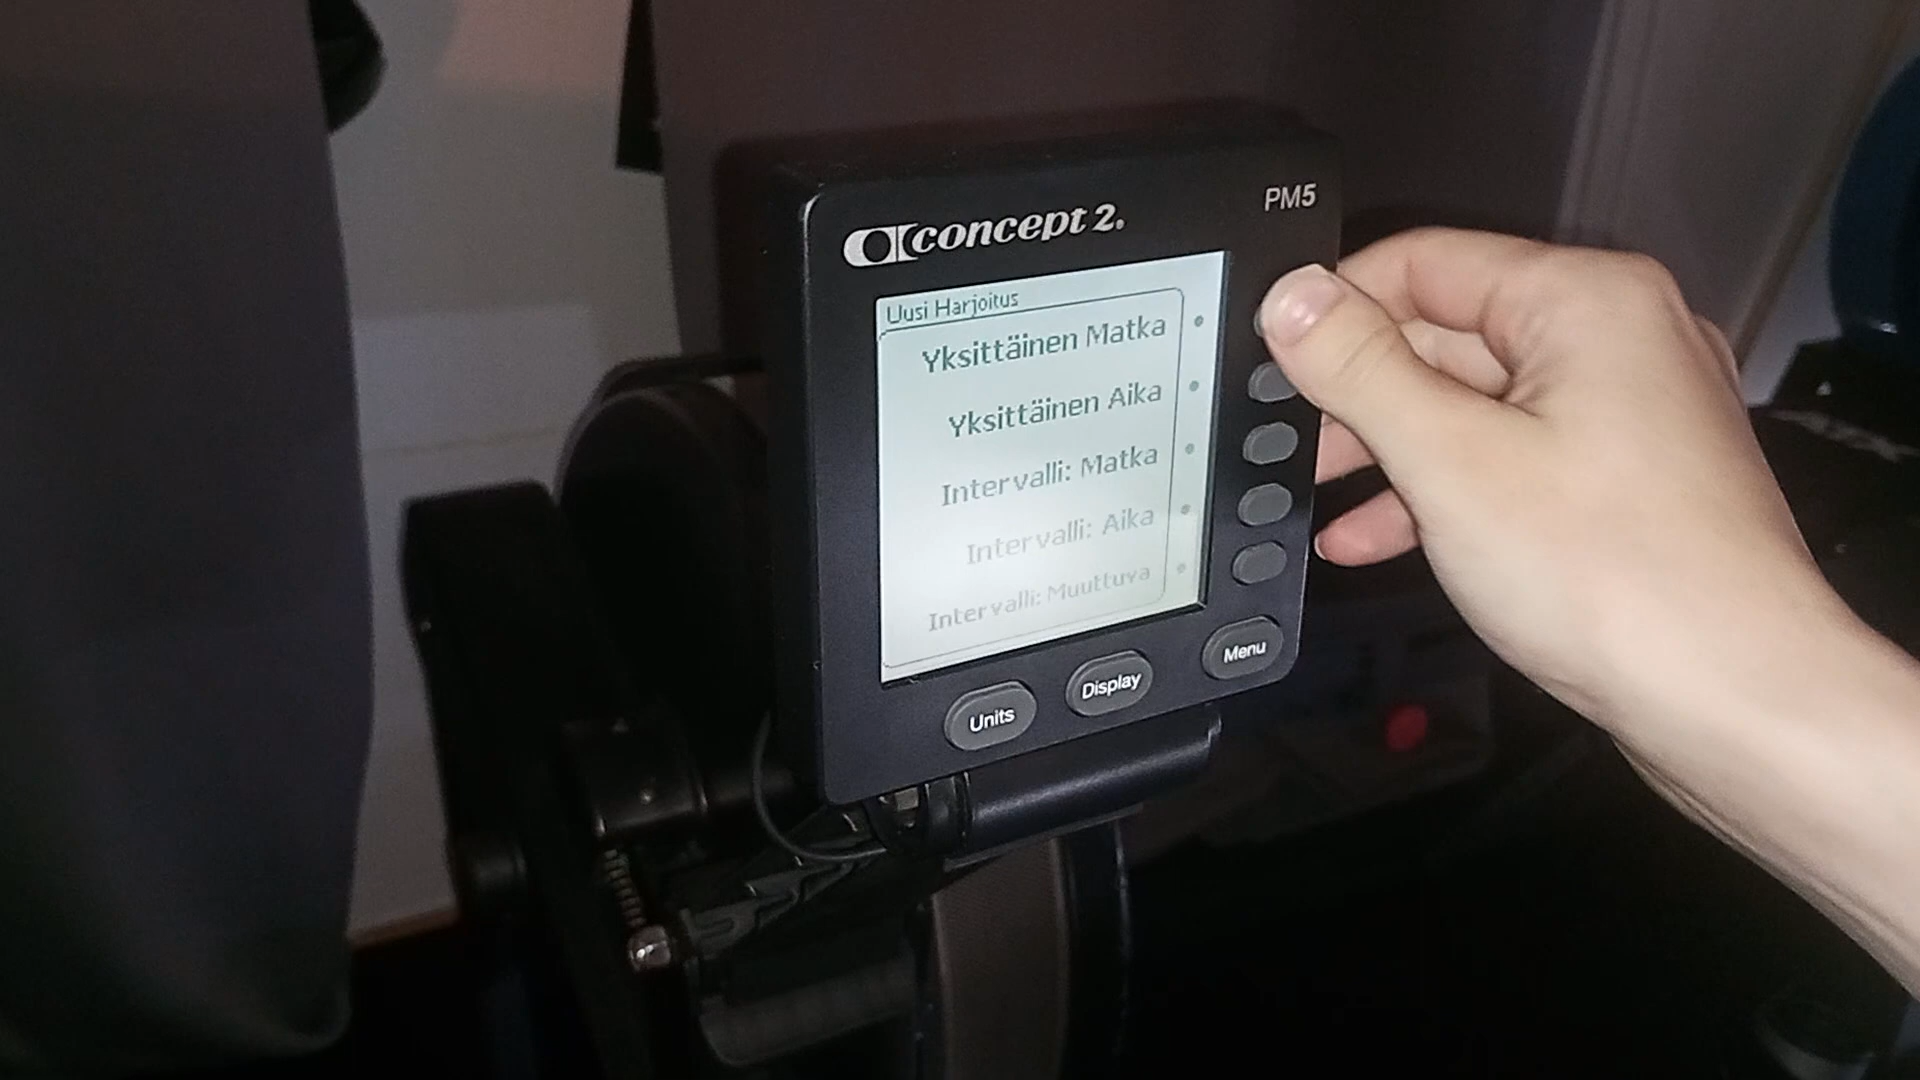 concept 2.
PM5
Uusi Harjoitus
Yksittäinen Matka
Yksittäinen Aika
Intervalli: Matka
Intervalli: Aika
Intervalli: Muuttuva
Units
Display
Menu